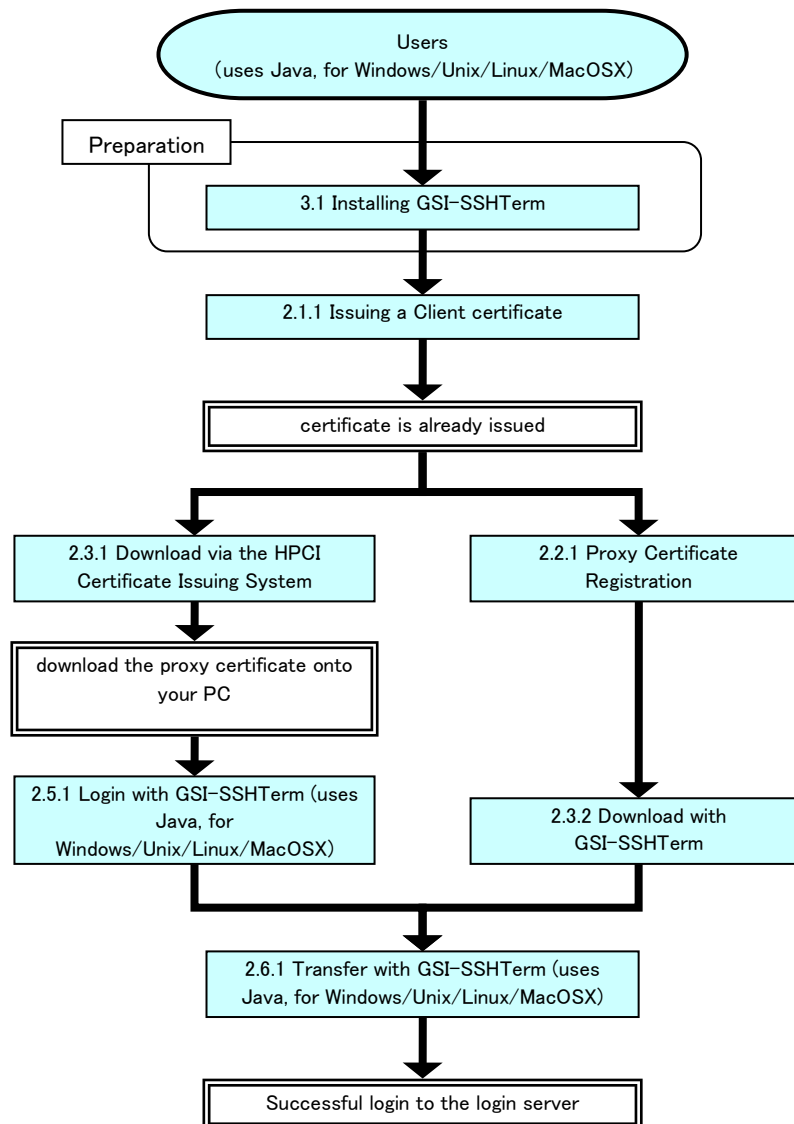 Users
(uses Java, for Windows/Unix/Linux/MacOSX)
Preparation
3.1 Installing GSI-SSHTerm
2.1.1 Issuing a Client certificate
certificate is already issued
2.3.1 Download via the HPCI
Certificate Issuing System
2.2.1 Proxy Certificate
Registration
download the proxy certificate onto
your PC
2.5.1 Login with GSI-SSHTerm (uses
Java, for
Windows/Unix/Linux/MacOSX)
2.3.2 Download with
GSI-SSHTerm
2.6.1 Transfer with GSI-SSHTerm (uses
Java, for Windows/Unix/Linux/MacOSX)
Successful login to the login server